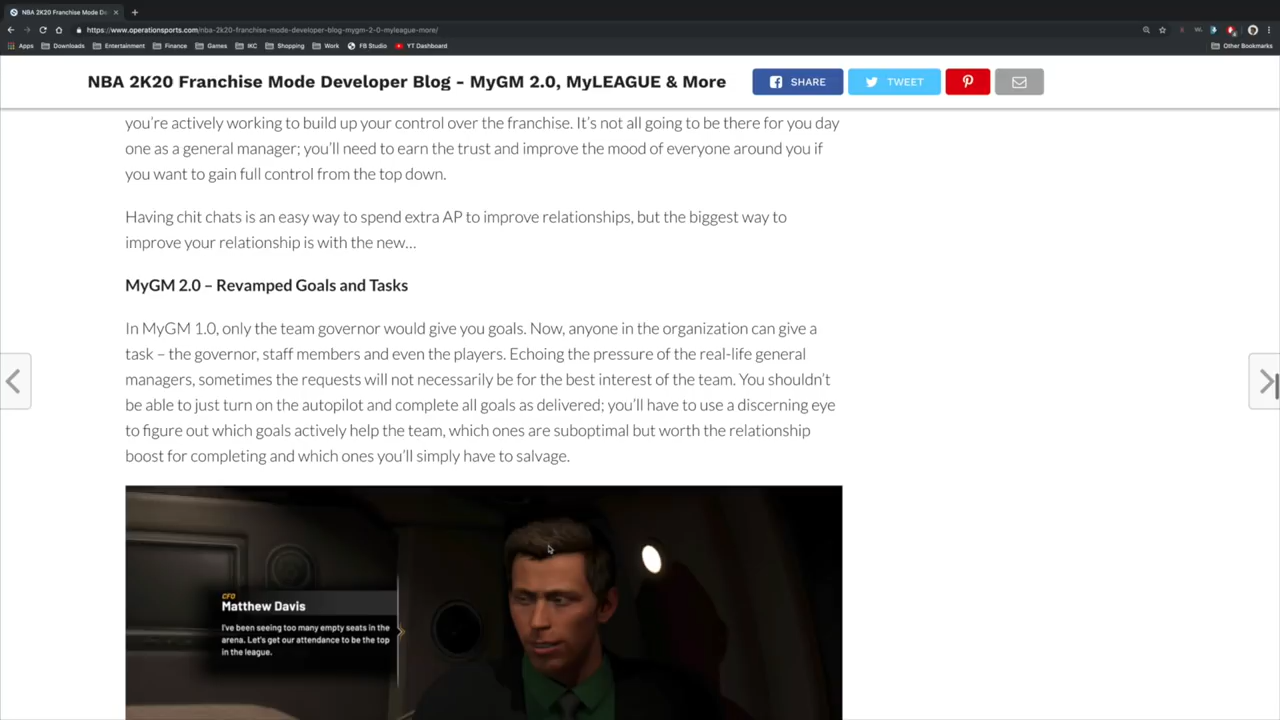 NBA 2K20 Franchise Mode De
https://www.operationsports.com/nba-2k20-franchise-mode-developer-blog-mygm-2-0-myleague-more/
Apps Downloads Entertainment Finance Games IKC Shopping Work FB Studio YT Dashboard Other Bookmarks
NBA 2K20 Franchise Mode Developer Blog - MyGM 2.0, MyLEAGUE & More SHARE TWEET
you're actively working to build up your control over the franchise. It's not all going to be there for you day
one as a general manager; you'll need to earn the trust and improve the mood of everyone around you if
you want to gain full control from the top down.
Having chit chats is an easy way to spend extra AP to improve relationships, but the biggest way to
improve your relationship is with the new…
MyGM 2.0 – Revamped Goals and Tasks
In MyGM 1.0, only the team governor would give you goals. Now, anyone in the organization can give a
task – the governor, staff members and even the players. Echoing the pressure of the real-life general
managers, sometimes the requests will not necessarily be for the best interest of the team. You shouldn't
be able to just turn on the autopilot and complete all goals as delivered; you'll have to use a discerning eye
to figure out which goals actively help the team, which ones are suboptimal but worth the relationship
boost for completing and which ones you'll simply have to salvage.
CFO
Matthew Davis
I've been seeing too many empty seats in the
arena. Let's get our attendance to be the top
in the league.